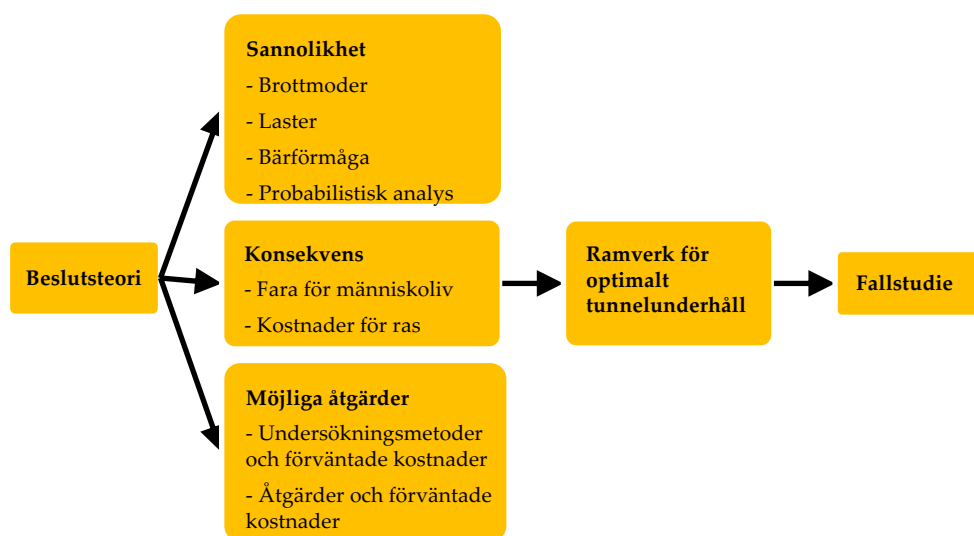 Beslutsteori
Sannolikhet
- Brottmoder
- Laster
- Bärförmåga
- Probabilistisk analys
Konsekvens
- Fara för människoliv
- Kostnader för ras
Möjliga åtgärder
- Undersökningsmetoder
och förväntade kostnader
- Åtgärder och förväntade
kostnader
Ramverk för
optimalt
tunnelunderhåll
Fallstudie